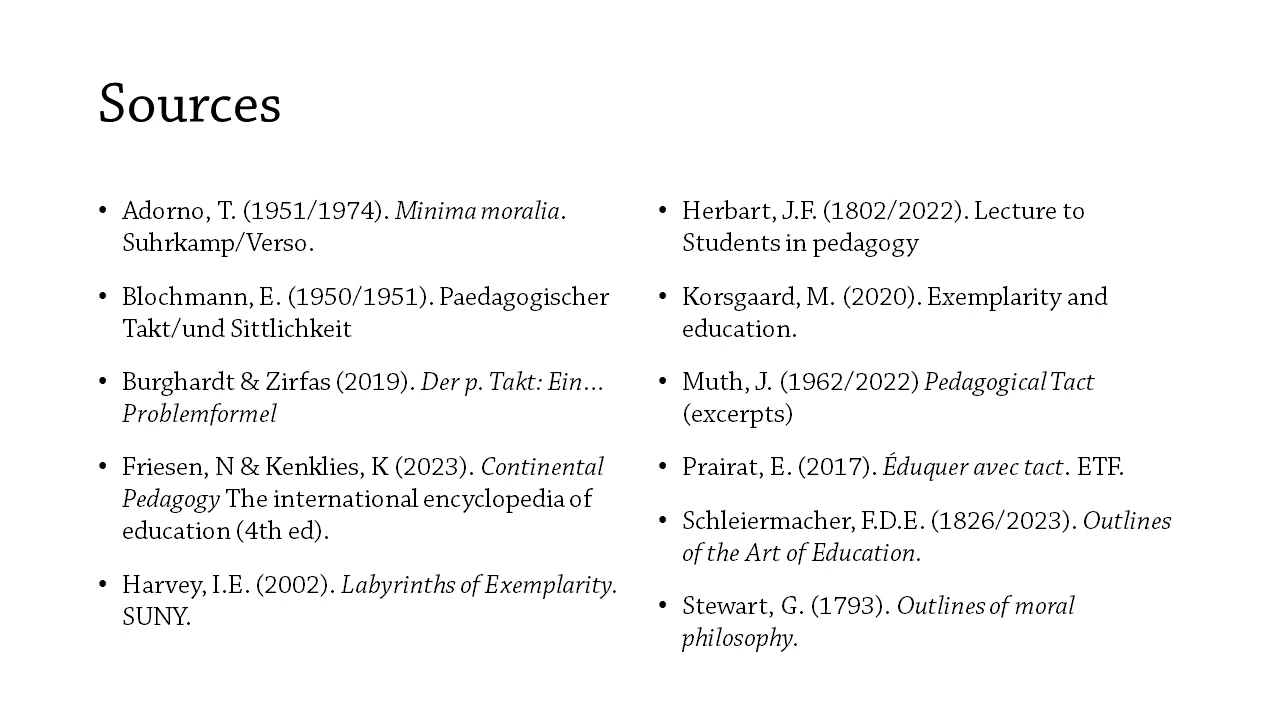 Sources
• Adorno, T. (1951/1974). Minima moralia.
Suhrkamp/Verso.
• Blochmann, E. (1950/1951). Paedagogischer
Takt/und Sittlichkeit
• Burghardt & Zirfas (2019). Der p. Takt: Ein…
Problemformel
• Friesen, N & Kenklies, K (2023). Continental
Pedagogy The international encyclopedia of
education (4th ed).
• Harvey, I.E. (2002). Labyrinths of Exemplarity.
SUNY.
• Herbart, J.F. (1802/2022). Lecture to
Students in pedagogy
• Korsgaard, M. (2020). Exemplarity and
education.
• Muth, J. (1962/2022) Pedagogical Tact
(excerpts)
• Prairat, E. (2017). Éduquer avec tact. ETF.
• Schleiermacher, F.D.E. (1826/2023). Outlines
of the Art of Education.
• Stewart, G. (1793). Outlines of moral
philosophy.